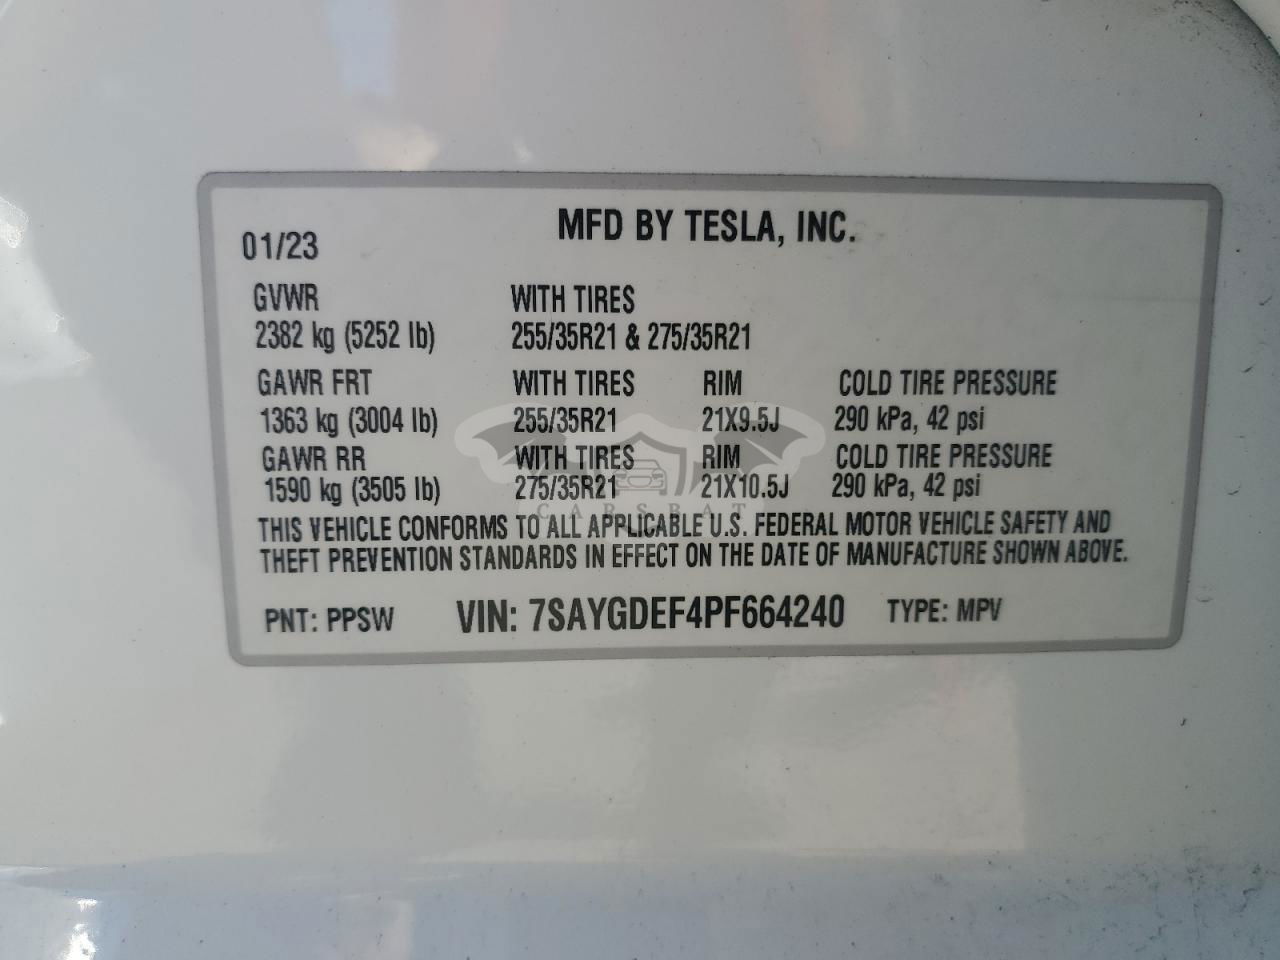 MFD BY TESLA, INC.
01/23
GVWR WITH TIRES
2382 kg (5252 lb) 255/35R21 & 275/35R21
GAWR FRT WITH TIRES RIM COLD TIRE PRESSURE
1363 kg (3004 lb) 255/35R21 21X9.5J 290 kPa, 42 psi
GAWR RR WITH TIRES RIM COLD TIRE PRESSURE
1590 kg (3505 lb) 275/35R21 21X10.5J 290 kPa, 42 psi
CARSBAT
THIS VEHICLE CONFORMS TO ALL APPLICABLE U.S. FEDERAL MOTOR VEHICLE SAFETY AND
THEFT PREVENTION STANDARDS IN EFFECT ON THE DATE OF MANUFACTURE SHOWN ABOVE.
PNT: PPSW VIN: 7SAYGDEF4PF664240 TYPE: MPV